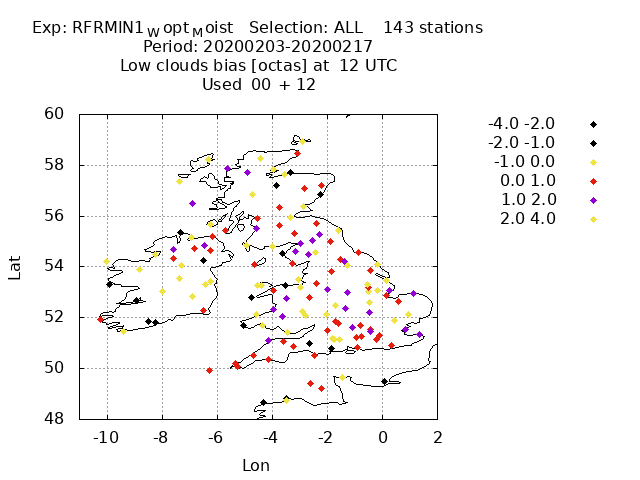 Exp: RFRMIN1WoptMoist Selection: ALL 143 stations
Period: 20200203-20200217
Low clouds bias [octas] at 12 UTC
Used 00 + 12
60
58
56
54
52
50
48
-10 -8 -6 -4 -2 0 2
Lat
Lon
-4.0 -2.0
-2.0 -1.0
-1.0 0.0
0.0 1.0
1.0 2.0
2.0 4.0